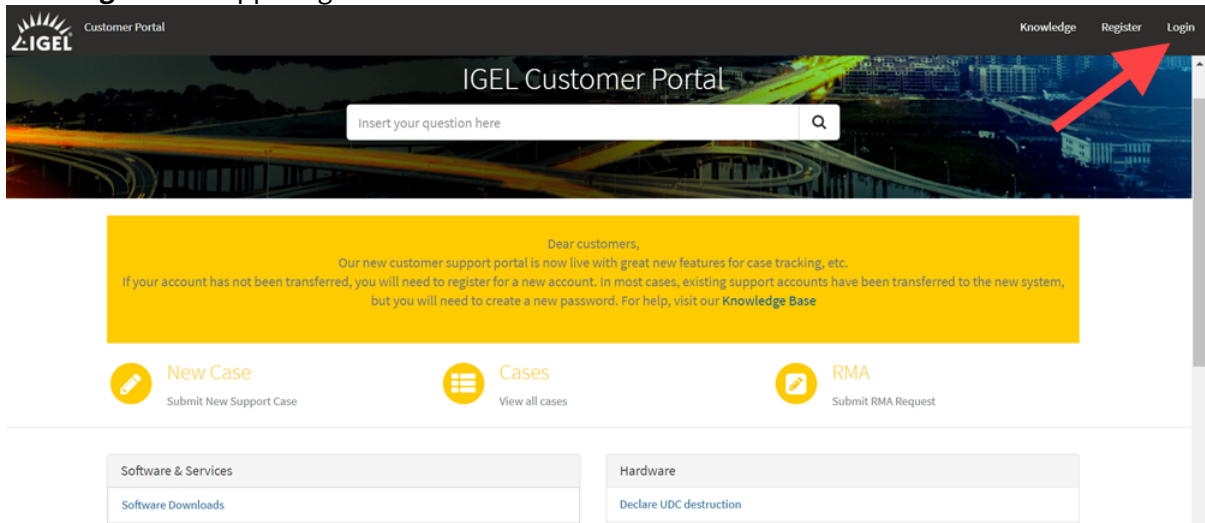 Customer Portal
Knowledge Register Login
IGEL
IGEL Customer Portal
Insert your question here
Dear customers,
Our new customer support portal is now live with great new features for case tracking, etc.
If your account has not been transferred, you will need to register for a new account. In most cases, existing support accounts have been transferred to the new system,
but you will need to create a new password. For help, visit our Knowledge Base
New Case
Submit New Support Case
Cases
View all cases
RMA
Submit RMA Request
Software & Services
Software Downloads
Hardware
Declare UDC destruction